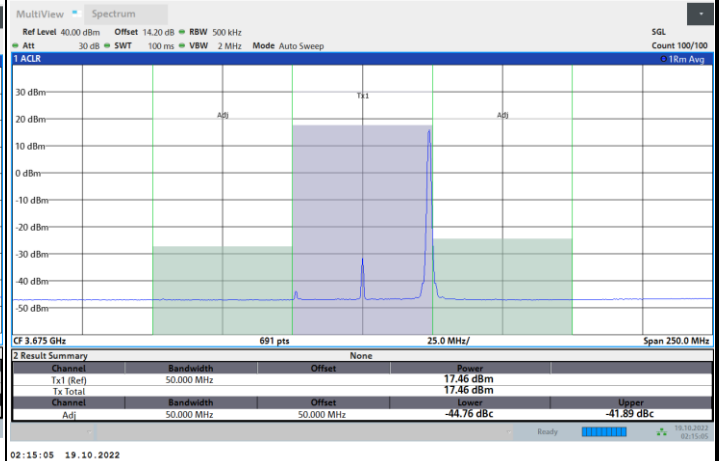 MultiView Spectrum
Ref Level 40.00 dBm Offset 14.20 dB RBW 500 kHz SGL
Att 30 dB SWT 100 ms VBW 2 MHz Mode Auto Sweep Count 100/100
1 ACLR 1Rm Avg
Tx1
Adj Adj
30 dBm
20 dBm
10 dBm
0 dBm
-10 dBm
-20 dBm
-30 dBm
-40 dBm
-50 dBm
CF 3.675 GHz 691 pts 25.0 MHz/ Span 250.0 MHz
2 Result Summary None
Channel Bandwidth Offset Power
Tx1 (Ref) 50.000 MHz 17.46 dBm
Tx Total 17.46 dBm
Channel Bandwidth Offset Lower Upper
Adj 50.000 MHz 50.000 MHz -44.76 dBc -41.89 dBc
Ready 19.10.2022
02:15:05
02:15:05 19.10.2022